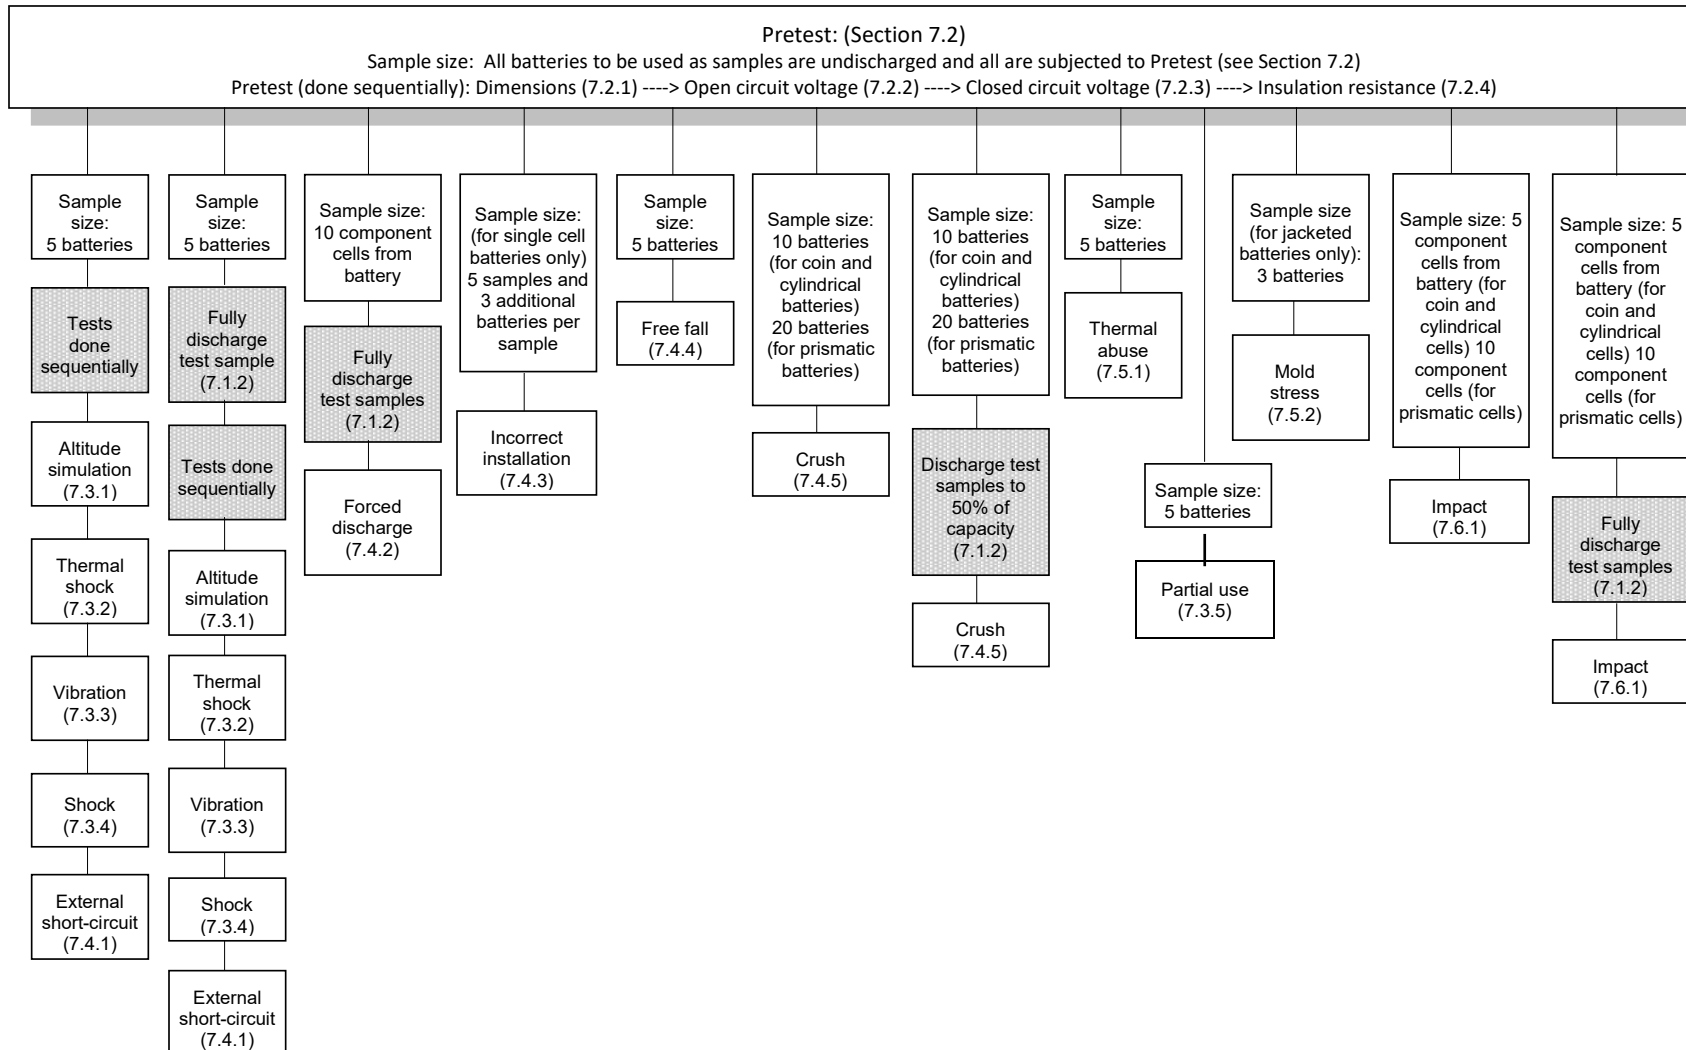 Pretest: (Section 7.2)
Sample size: All batteries to be used as samples are undischarged and all are subjected to Pretest (see Section 7.2)
Pretest (done sequentially): Dimensions (7.2.1) ----> Open circuit voltage (7.2.2) ----> Closed circuit voltage (7.2.3) ----> Insulation resistance (7.2.4)
Sample
size:
5 batteries
Tests
done
sequentially
Altitude
simulation
(7.3.1)
Thermal
shock
(7.3.2)
Vibration
(7.3.3)
Shock
(7.3.4)
External
short-circuit
(7.4.1)
Sample
size:
5 batteries
Fully
discharge
test sample
(7.1.2)
Tests done
sequentially
Altitude
simulation
(7.3.1)
Thermal
shock
(7.3.2)
Vibration
(7.3.3)
Shock
(7.3.4)
External
short-circuit
(7.4.1)
Sample size:
10 component
cells from
battery
Fully
discharge
test samples
(7.1.2)
Forced
discharge
(7.4.2)
Sample size:
(for single cell
batteries only)
5 samples and
3 additional
batteries per
sample
Incorrect
installation
(7.4.3)
Sample
size:
5 batteries
Free fall
(7.4.4)
Sample size:
10 batteries
(for coin and
cylindrical
batteries)
20 batteries
(for prismatic
batteries)
Crush
(7.4.5)
Sample size:
10 batteries
(for coin and
cylindrical
batteries)
20 batteries
(for prismatic
batteries)
Discharge test
samples to
50% of
capacity
(7.1.2)
Crush
(7.4.5)
Sample
size:
5 batteries
Thermal
abuse
(7.5.1)
Sample size:
5 batteries
Partial use
(7.3.5)
Sample size
(for jacketed
batteries only):
3 batteries
Mold
stress
(7.5.2)
Sample size: 5
component
cells from
battery (for
coin and
cylindrical
cells) 10
component
cells (for
prismatic cells)
Impact
(7.6.1)
Sample size: 5
component
cells from
battery (for
coin and
cylindrical
cells) 10
component
cells (for
prismatic cells)
Fully
discharge
test samples
(7.1.2)
Impact
(7.6.1)